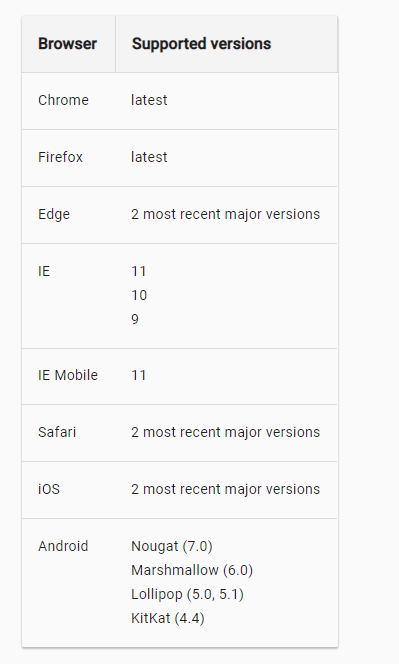 Browser Supported versions
Chrome latest
Firefox latest
Edge 2 most recent major versions
IE 11
10
9
IE Mobile 11
Safari 2 most recent major versions
iOS 2 most recent major versions
Android Nougat (7.0)
Marshmallow (6.0)
Lollipop (5.0, 5.1)
KitKat (4.4)